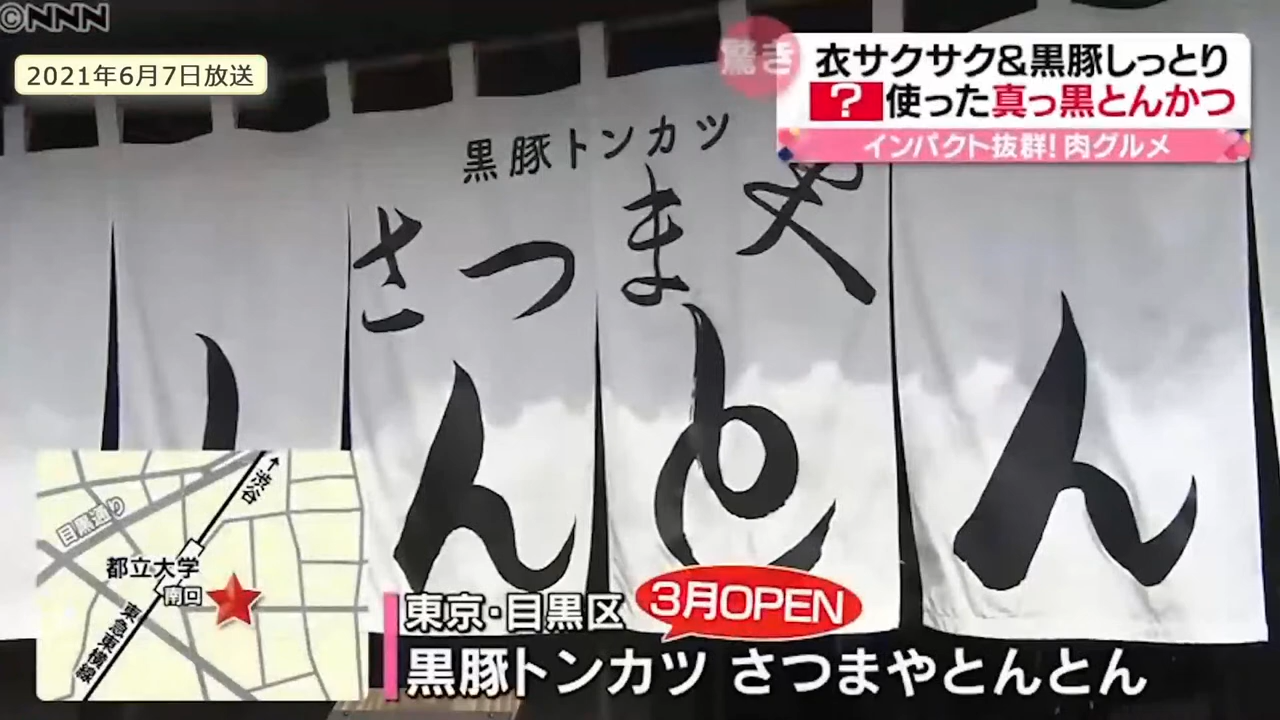 ©NNN
2021年6月7日放送
驚き
衣サクサク&黒豚しっとり
？使った真っ黒とんかつ
インパクト抜群!肉グルメ
黒豚トンカツ
さつまや
とんとん
↑渋谷
目黒通り
都立大学
南口
東急東横線
東京・目黒区
3月OPEN
黒豚トンカツ さつまやとんとん